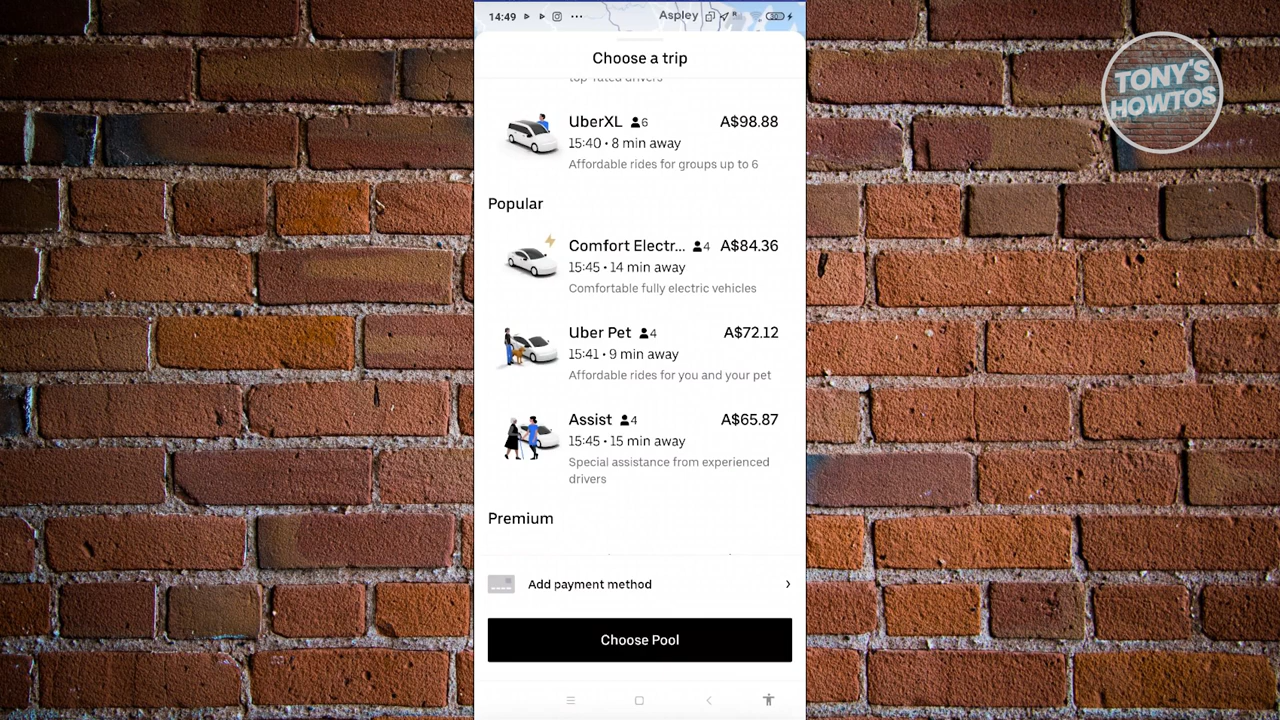 14:49
Aspley
30
Choose a trip
top-rated drivers
UberXL 6 A$98.88
15:40 • 8 min away
Affordable rides for groups up to 6
Popular
Comfort Electr... 4 A$84.36
15:45 • 14 min away
Comfortable fully electric vehicles
Uber Pet 4 A$72.12
15:41 • 9 min away
Affordable rides for you and your pet
Assist 4 A$65.87
15:45 • 15 min away
Special assistance from experienced
drivers
Premium
Add payment method
Choose Pool
TONY'S
HOWTOS